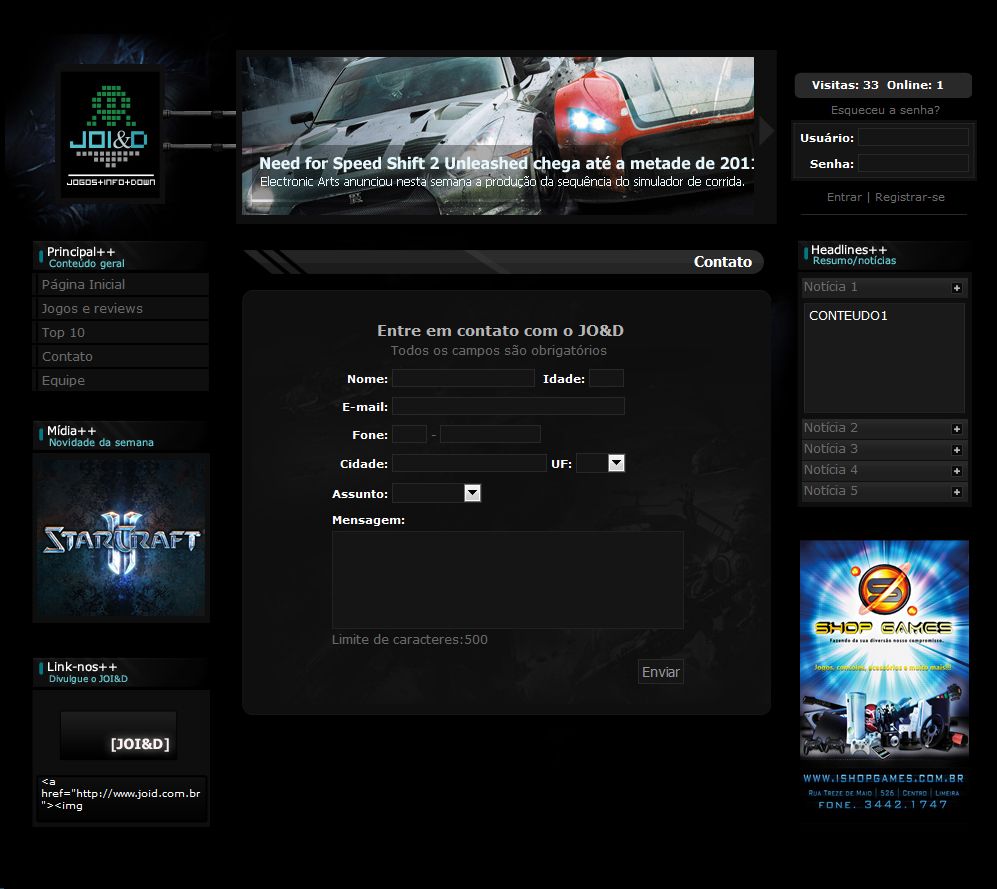 JOI&D
JOGOS+INFO+DOWN
Need for Speed Shift 2 Unleashed chega até a metade de 2011
Electronic Arts anunciou nesta semana a produção da sequência do simulador de corrida.
Visitas: 33 Online: 1
Esqueceu a senha?
Usuário:
Senha:
Entrar | Registrar-se
Principal++
Conteúdo geral
Página Inicial
Jogos e reviews
Top 10
Contato
Equipe
Mídia++
Novidade da semana
STARCRAFT
II
Link-nos++
Divulgue o JOI&D
[JOI&D]
<a
href="http://www.joid.com.br
"><img
Contato
Entre em contato com o JO&D
Todos os campos são obrigatórios
Nome: Idade:
E-mail:
Fone: -
Cidade: UF:
Assunto:
Mensagem:
Limite de caracteres:500
Enviar
Headlines++
Resumo/notícias
Notícia 1
CONTEUDO1
Notícia 2
Notícia 3
Notícia 4
Notícia 5
SHOP GAMES
Fazendo da sua diversão nosso compromisso.
Jogos, consoles, acessórios e muito mais!!!
WWW.ISHOPGAMES.COM.BR
RUA TREZE DE MAIO | 526 | CENTRO | LIMEIRA
FONE. 3442.1747